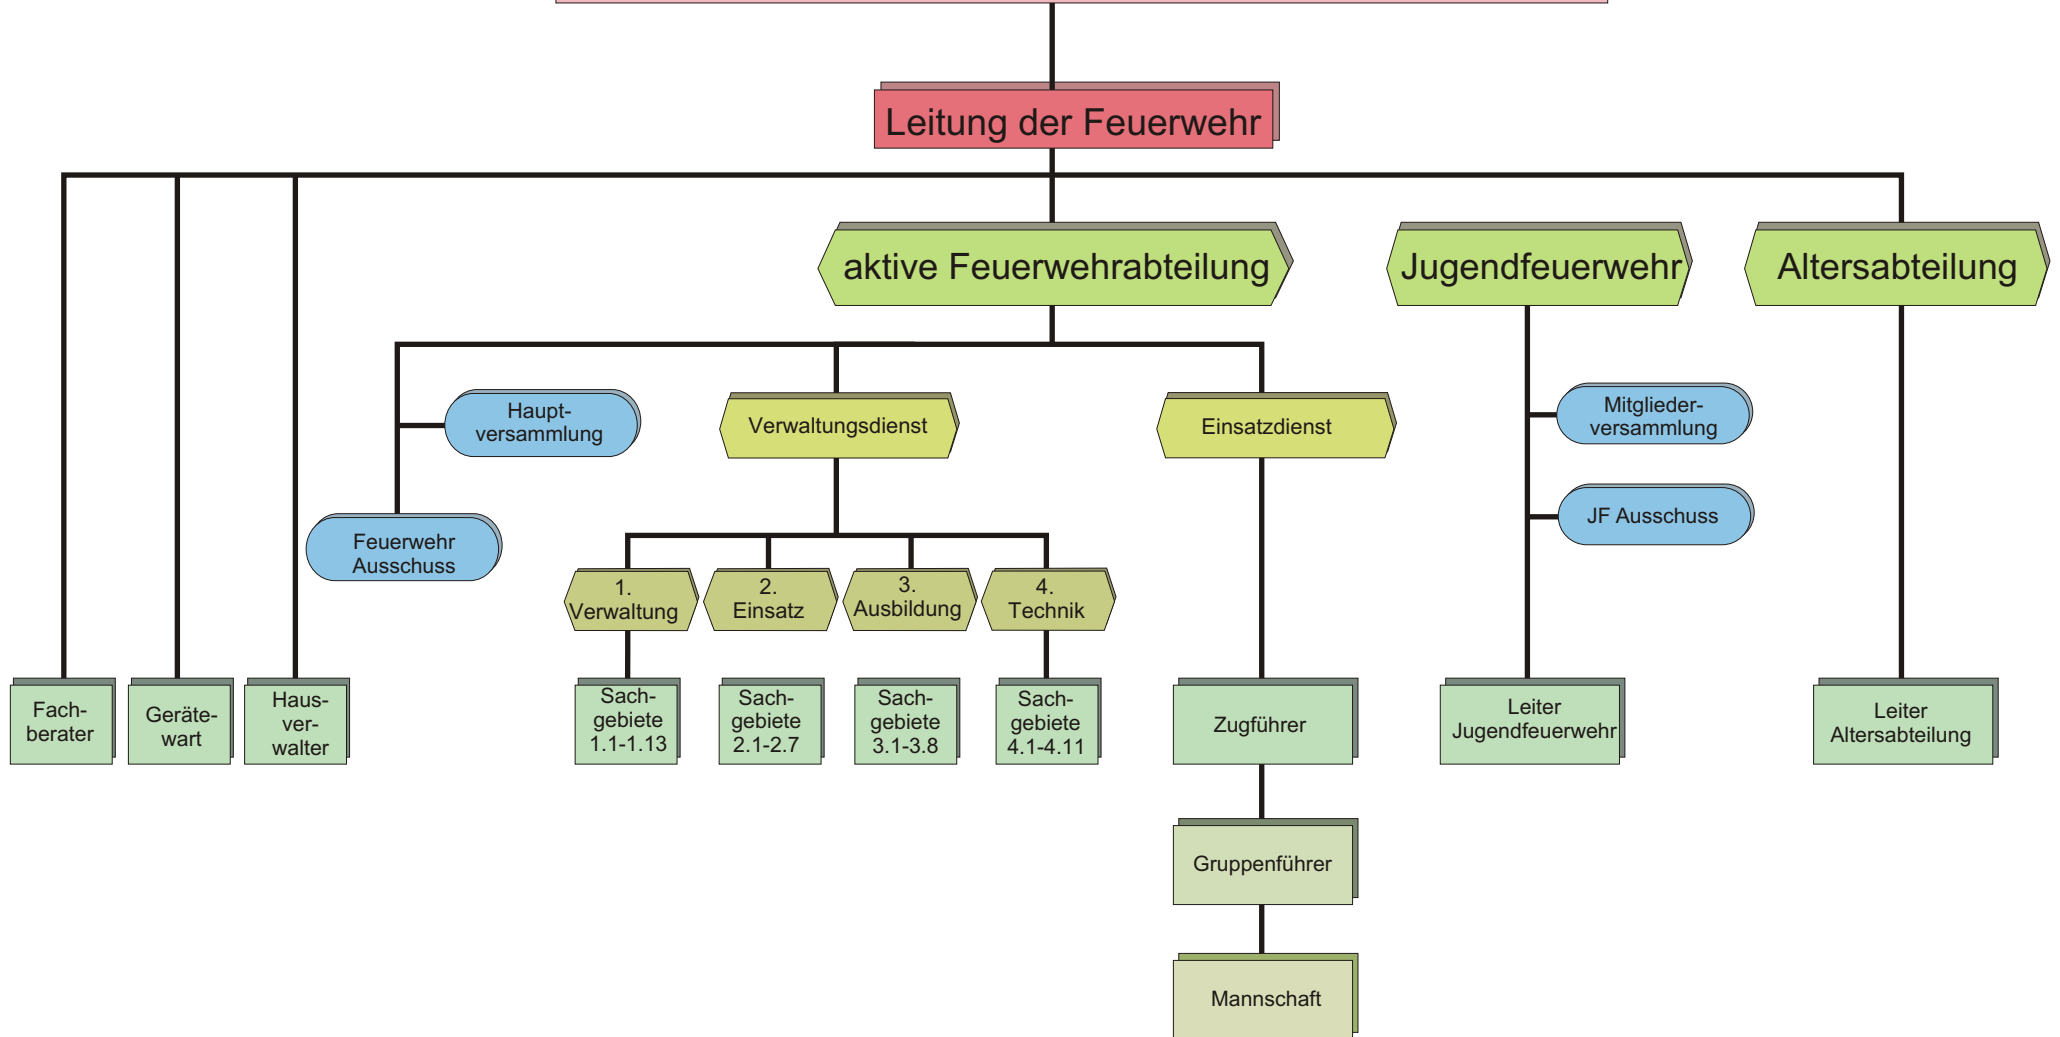 Leitung der Feuerwehr
aktive Feuerwehrabteilung
Jugendfeuerwehr
Altersabteilung
Haupt-
versammlung
Verwaltungsdienst
Einsatzdienst
Mitglieder-
versammlung
Feuerwehr
Ausschuss
JF Ausschuss
1.
Verwaltung
2.
Einsatz
3.
Ausbildung
4.
Technik
Fach-
berater
Geräte-
wart
Haus-
ver-
walter
Sach-
gebiete
1.1-1.13
Sach-
gebiete
2.1-2.7
Sach-
gebiete
3.1-3.8
Sach-
gebiete
4.1-4.11
Zugführer
Leiter
Jugendfeuerwehr
Leiter
Altersabteilung
Gruppenführer
Mannschaft